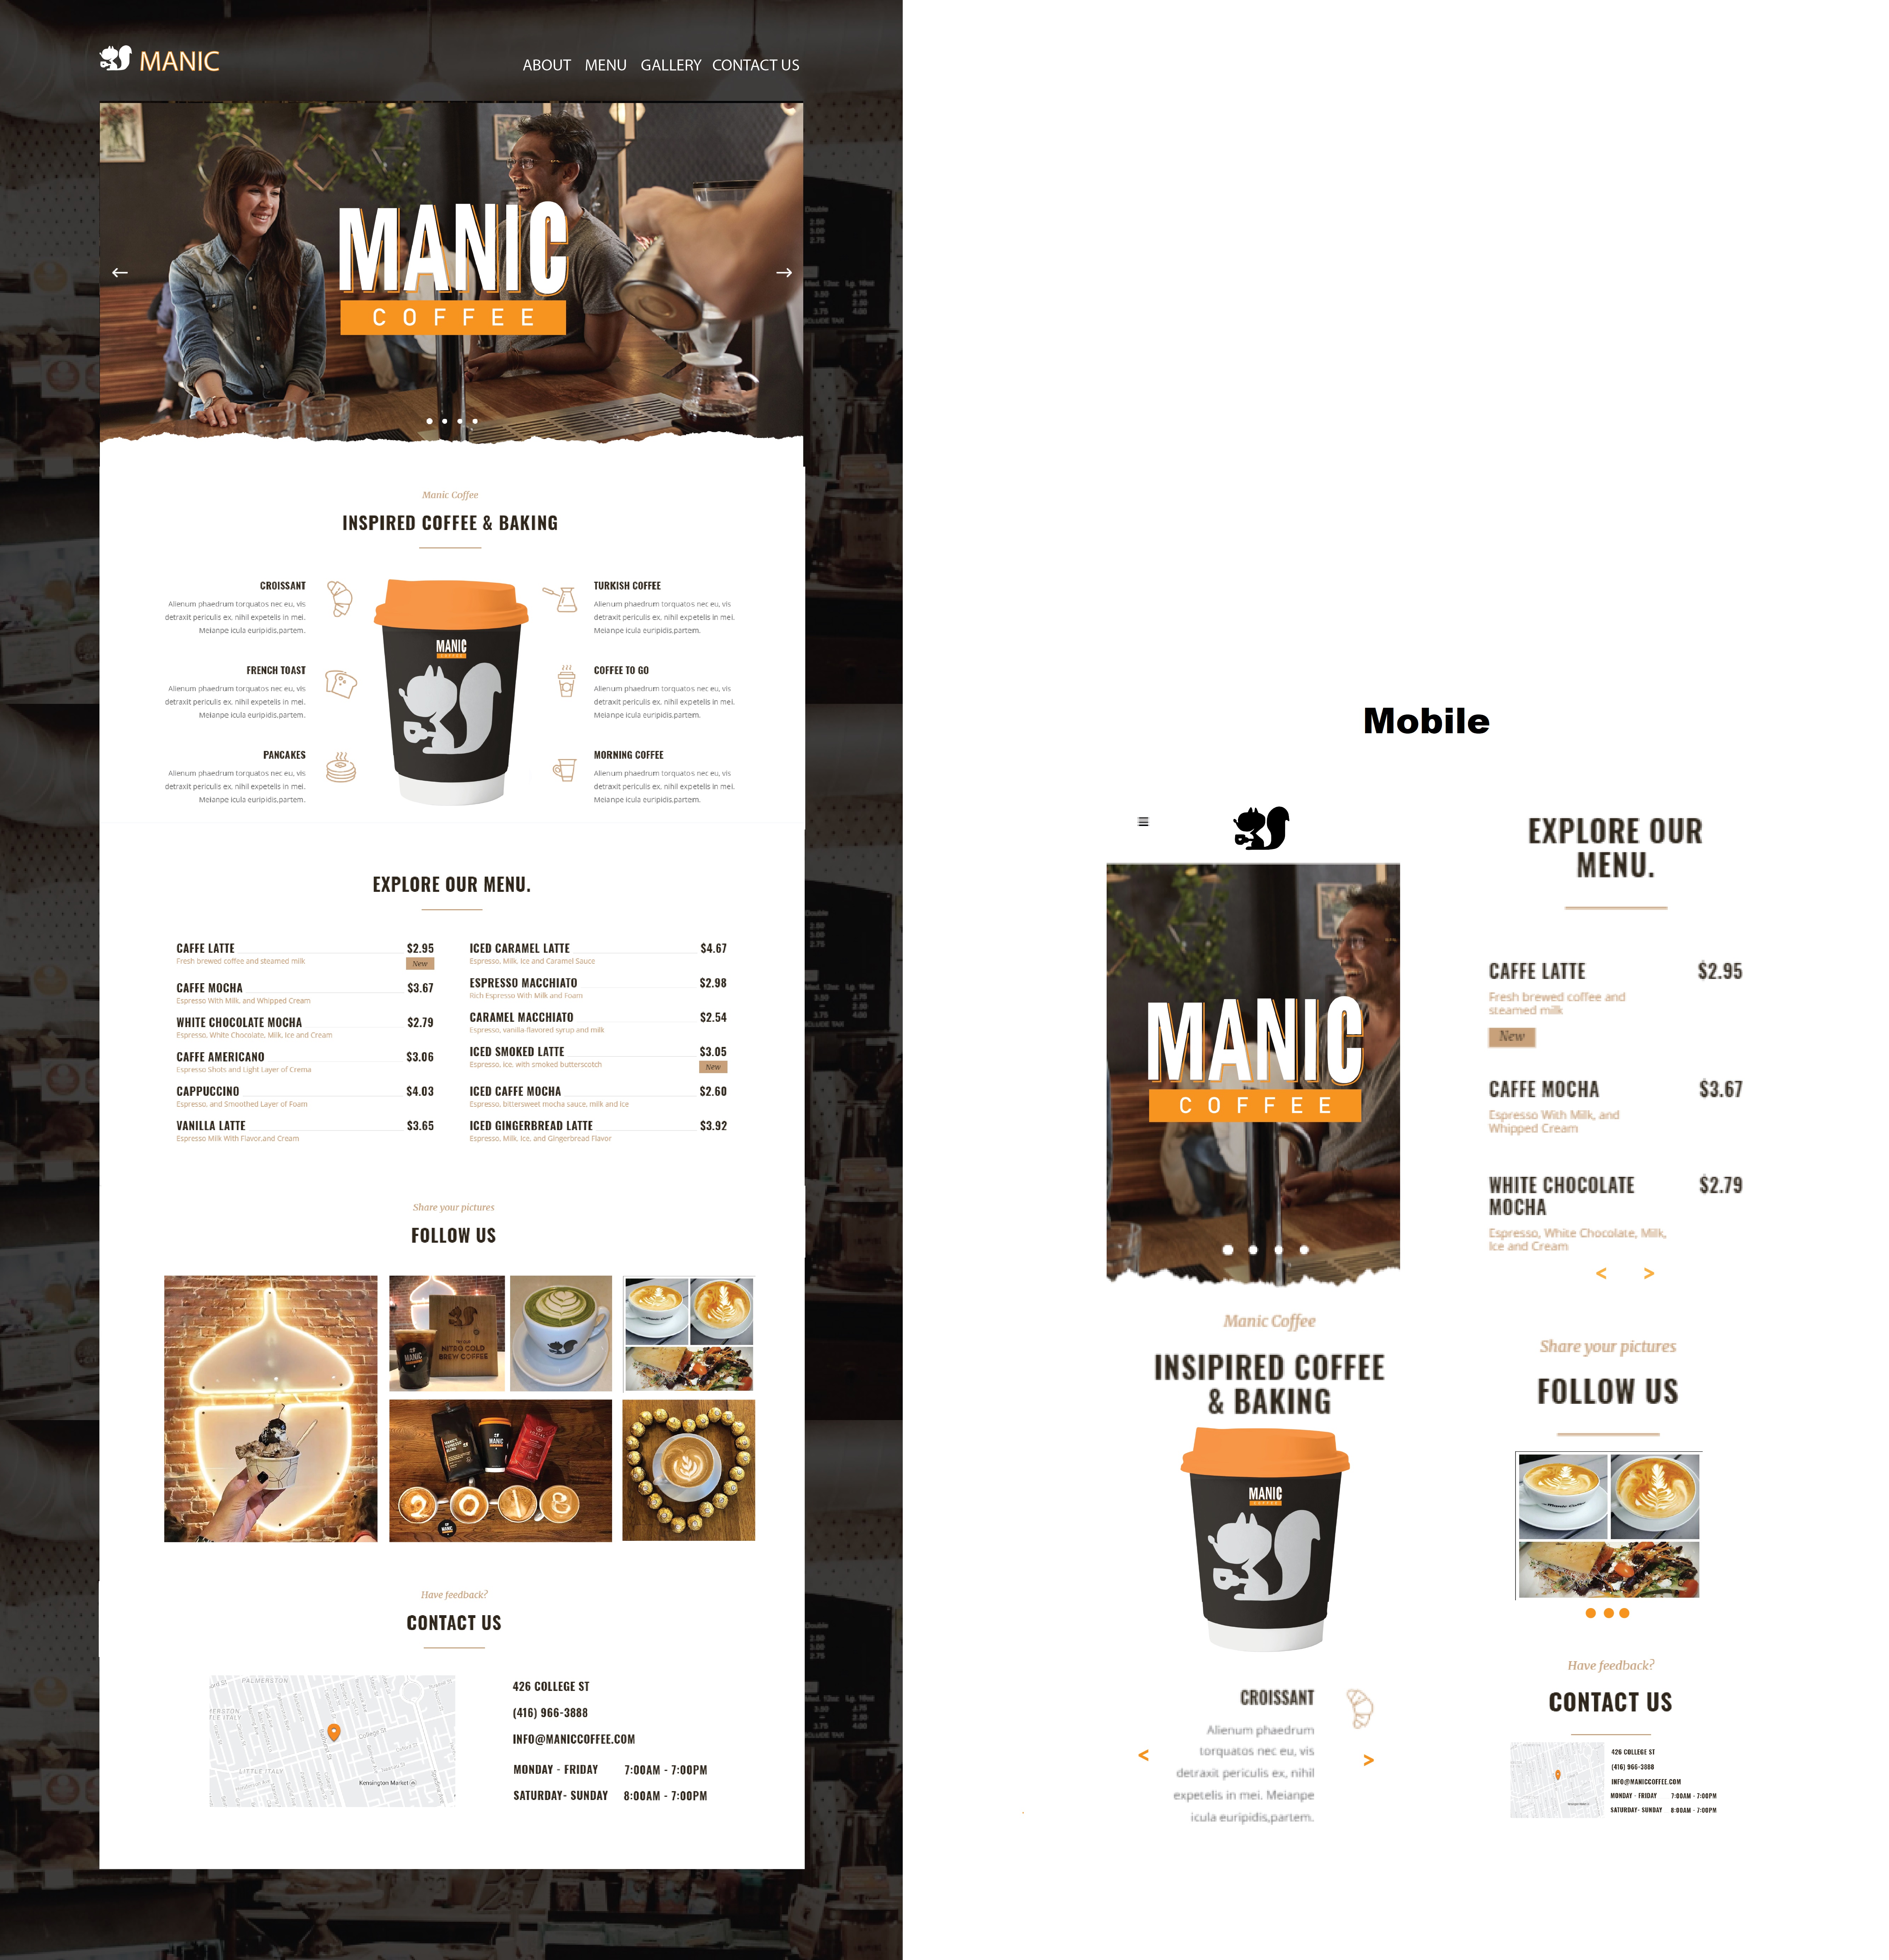 MANIC
ABOUT MENU GALLERY CONTACT US
MANIC
COFFEE
Manic Coffee
INSPIRED COFFEE & BAKING
CROISSANT
Alienum phaedrum torquatos nec eu, vis
detraxit periculis ex, nihil expetelis in mei.
Meianpe icula euripidis,partem.
FRENCH TOAST
Alienum phaedrum torquatos nec eu, vis
detraxit periculis ex, nihil expetelis in mei.
Meianpe icula euripidis,partem.
PANCAKES
Alienum phaedrum torquatos nec eu, vis
detraxit periculis ex, nihil expetelis in mei.
Meianpe icula euripidis,partem.
MANIC
COFFEE
TURKISH COFFEE
Alienum phaedrum torquatos nec eu, vis
detraxit periculis ex, nihil expetelis in mei.
Meianpe icula euripidis,partem.
COFFEE TO GO
Alienum phaedrum torquatos nec eu, vis
detraxit periculis ex, nihil expetelis in mei.
Meianpe icula euripidis,partem.
MORNING COFFEE
Alienum phaedrum torquatos nec eu, vis
detraxit periculis ex, nihil expetelis in mei.
Meianpe icula euripidis,partem.
EXPLORE OUR MENU.
CAFFE LATTE $2.95
Fresh brewed coffee and steamed milk
New
CAFFE MOCHA $3.67
Espresso With Milk, and Whipped Cream
WHITE CHOCOLATE MOCHA $2.79
Espresso, White Chocolate, Milk, Ice and Cream
CAFFE AMERICANO $3.06
Espresso Shots and Light Layer of Crema
CAPPUCCINO $4.03
Espresso, and Smoothed Layer of Foam
VANILLA LATTE $3.65
Espresso Milk With Flavor,and Cream
ICED CARAMEL LATTE $4.67
Espresso, Milk, Ice and Caramel Sauce
ESPRESSO MACCHIATO $2.98
Rich Espresso With Milk and Foam
CARAMEL MACCHIATO $2.54
Espresso, vanilla-flavored syrup and milk
ICED SMOKED LATTE $3.05
Espresso, ice, with smoked butterscotch
New
ICED CAFFE MOCHA $2.60
Espresso, bittersweet mocha sauce, milk and ice
ICED GINGERBREAD LATTE $3.92
Espresso, Milk, Ice, and Gingerbread Flavor
Share your pictures
FOLLOW US
NITRO COLD
BREW COFFEE
MANIC
MANIC
2018
Have feedback?
CONTACT US
PALMERSTON
LITTLE ITALY
College St
Kensington Market
426 COLLEGE ST
(416) 966-3888
INFO@MANICCOFFEE.COM
MONDAY - FRIDAY 7:00AM - 7:00PM
SATURDAY- SUNDAY 8:00AM - 7:00PM
Mobile
MANIC
COFFEE
Manic Coffee
INSIPIRED COFFEE
& BAKING
MANIC
COFFEE
CROISSANT
Alienum phaedrum
torquatos nec eu, vis
detraxit periculis ex, nihil
expetelis in mei. Meianpe
icula euripidis,partem.
< >
EXPLORE OUR
MENU.
CAFFE LATTE $2.95
Fresh brewed coffee and
steamed milk
New
CAFFE MOCHA $3.67
Espresso With Milk, and
Whipped Cream
WHITE CHOCOLATE $2.79
MOCHA
Espresso, White Chocolate, Milk,
Ice and Cream
< >
Share your pictures
FOLLOW US
Have feedback?
CONTACT US
426 COLLEGE ST
(416) 966-3888
INFO@MANICCOFFEE.COM
MONDAY - FRIDAY 7:00AM - 7:00PM
SATURDAY- SUNDAY 8:00AM - 7:00PM